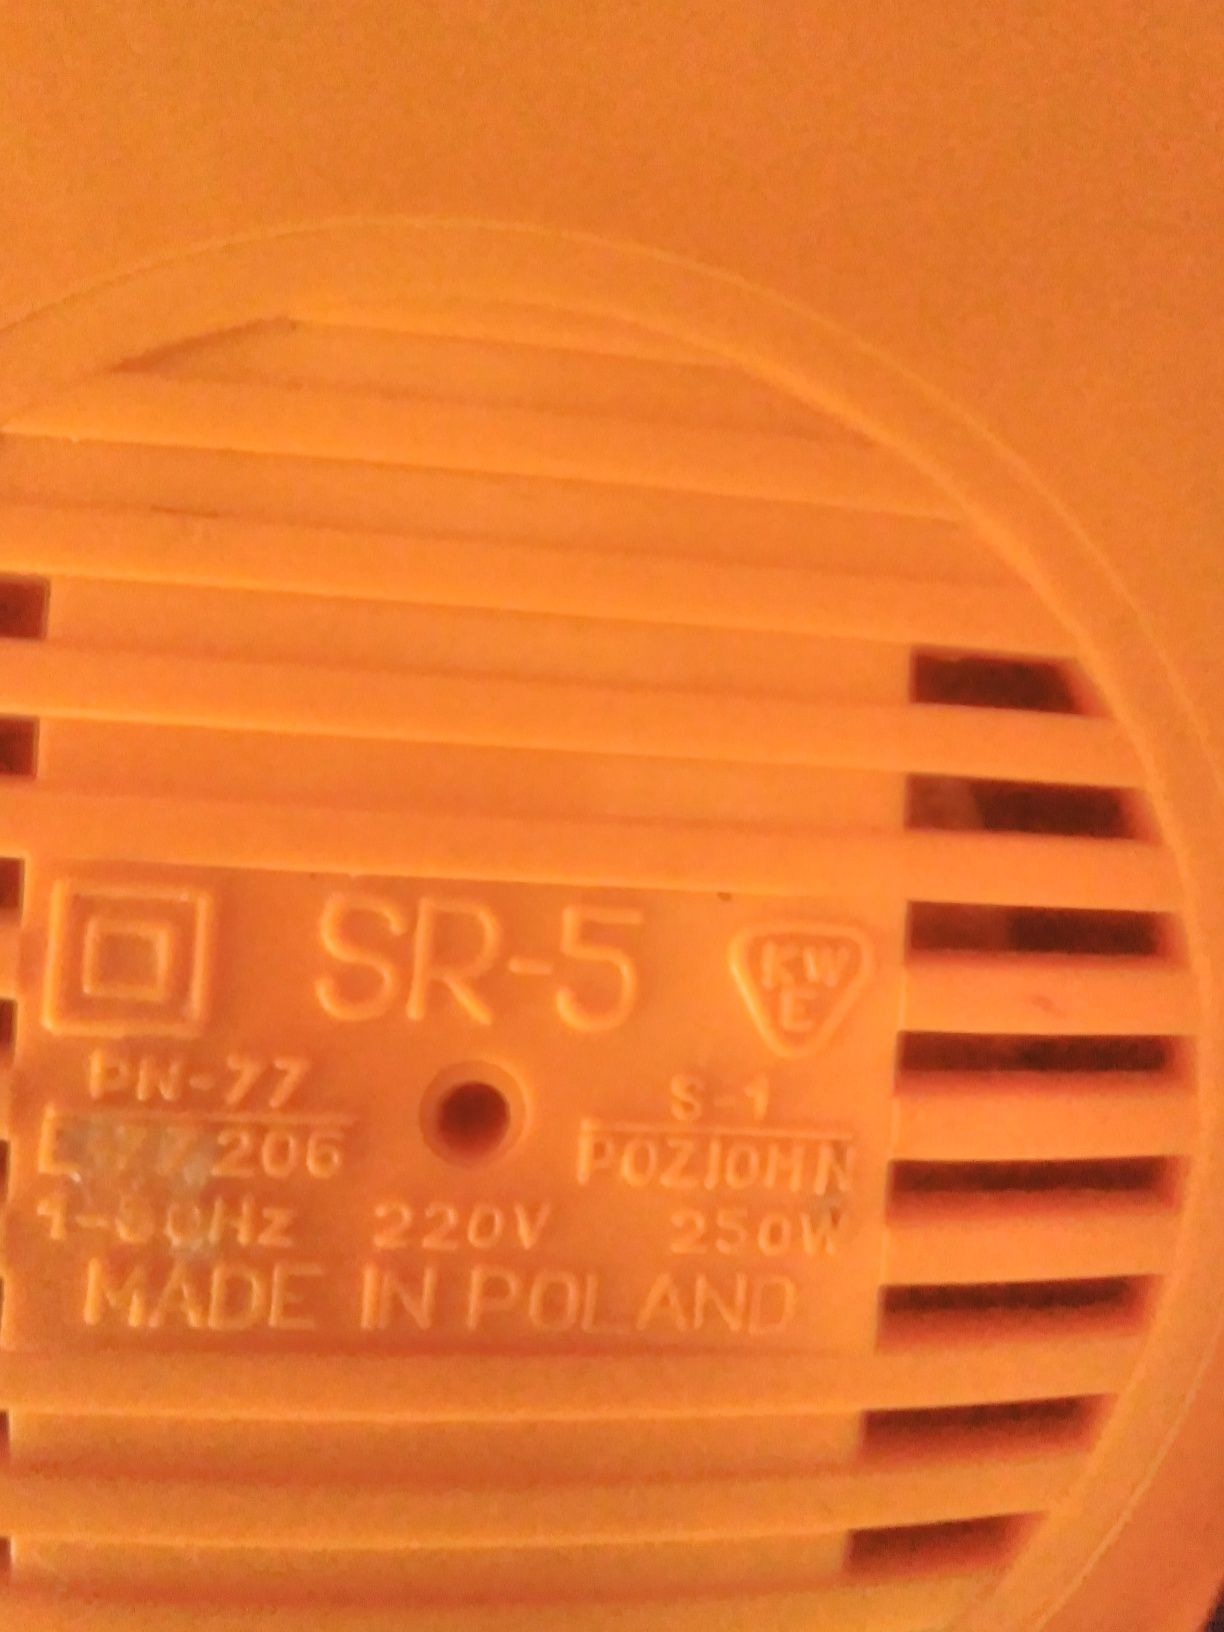 SR-5
KW
E
PN-77
S-1
206
POZIOM N
220V 250W
MADE IN POLAND